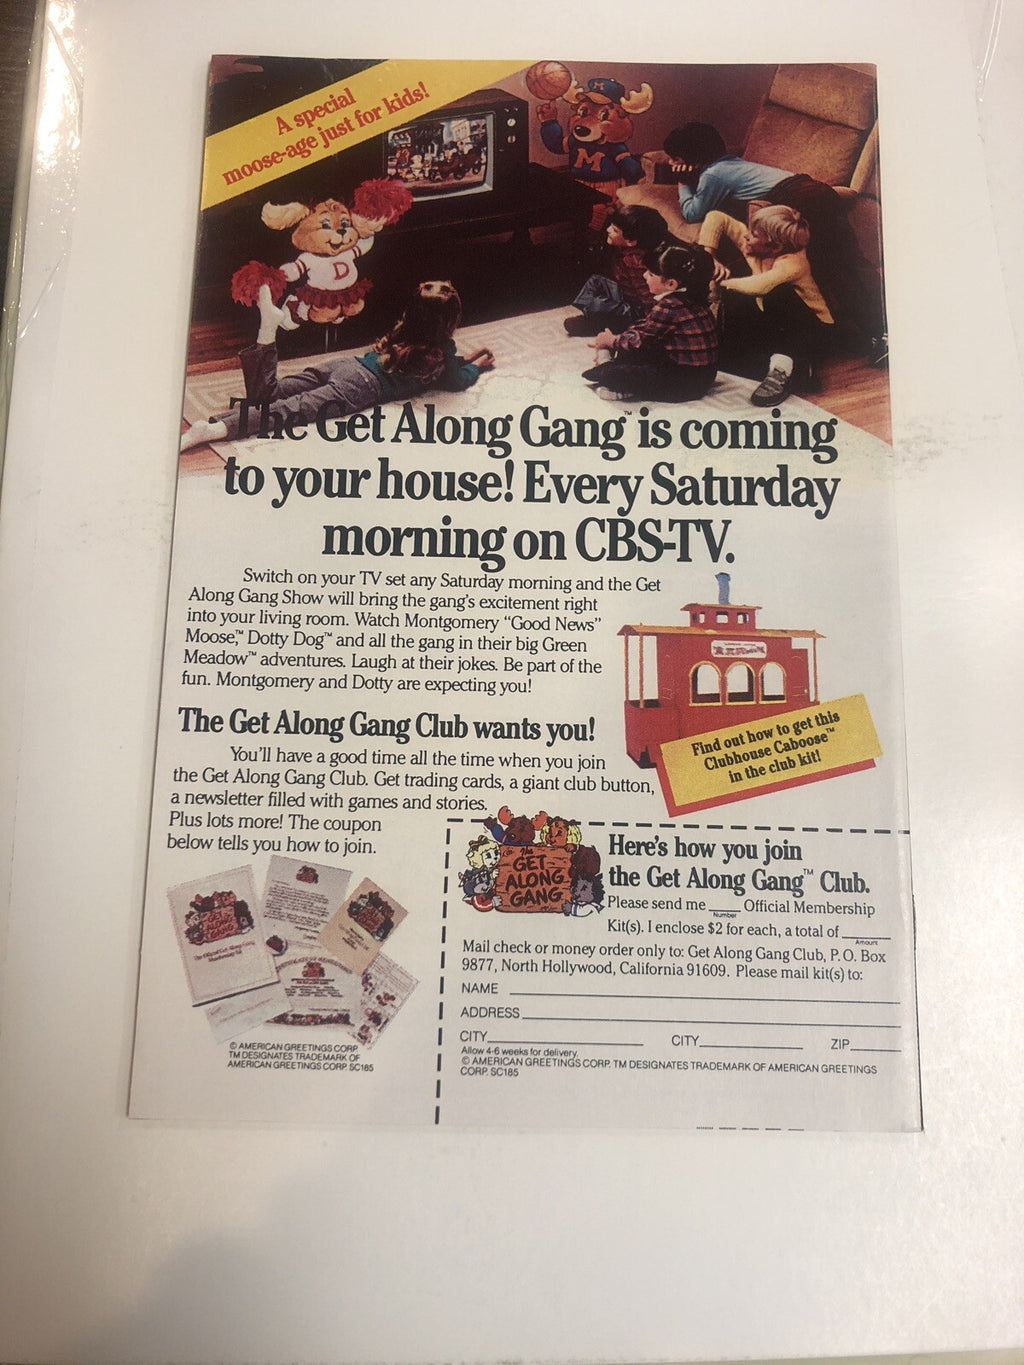 A special
moose-age just for kids!
M
M
D
The Get Along Gang™ is coming
to your house! Every Saturday
morning on CBS-TV.
Switch on your TV set any Saturday morning and the Get
Along Gang Show will bring the gang's excitement right
into your living room. Watch Montgomery "Good News"
Moose,™ Dotty Dog™ and all the gang in their big Green
Meadow™ adventures. Laugh at their jokes. Be part of the
fun. Montgomery and Dotty are expecting you!
Find out how to get this
Clubhouse Caboose™
in the club kit!
The Get Along Gang Club wants you!
You'll have a good time all the time when you join
the Get Along Gang Club. Get trading cards, a giant club button,
a newsletter filled with games and stories.
Plus lots more! The coupon
below tells you how to join.
GET
ALONG
GANG
© AMERICAN GREETINGS CORP.
TM DESIGNATES TRADEMARK OF
AMERICAN GREETINGS CORP. SC185
The
GET
ALONG
GANG
Here's how you join
the Get Along Gang™ Club.
Please send me ____ Official Membership
Number
Kit(s). I enclose $2 for each, a total of ______
Amount
Mail check or money order only to: Get Along Gang Club, P. O. Box
9877, North Hollywood, California 91609. Please mail kit(s) to:
NAME
ADDRESS
CITY CITY ZIP
Allow 4-6 weeks for delivery.
© AMERICAN GREETINGS CORP. TM DESIGNATES TRADEMARK OF AMERICAN GREETINGS
CORP. SC185